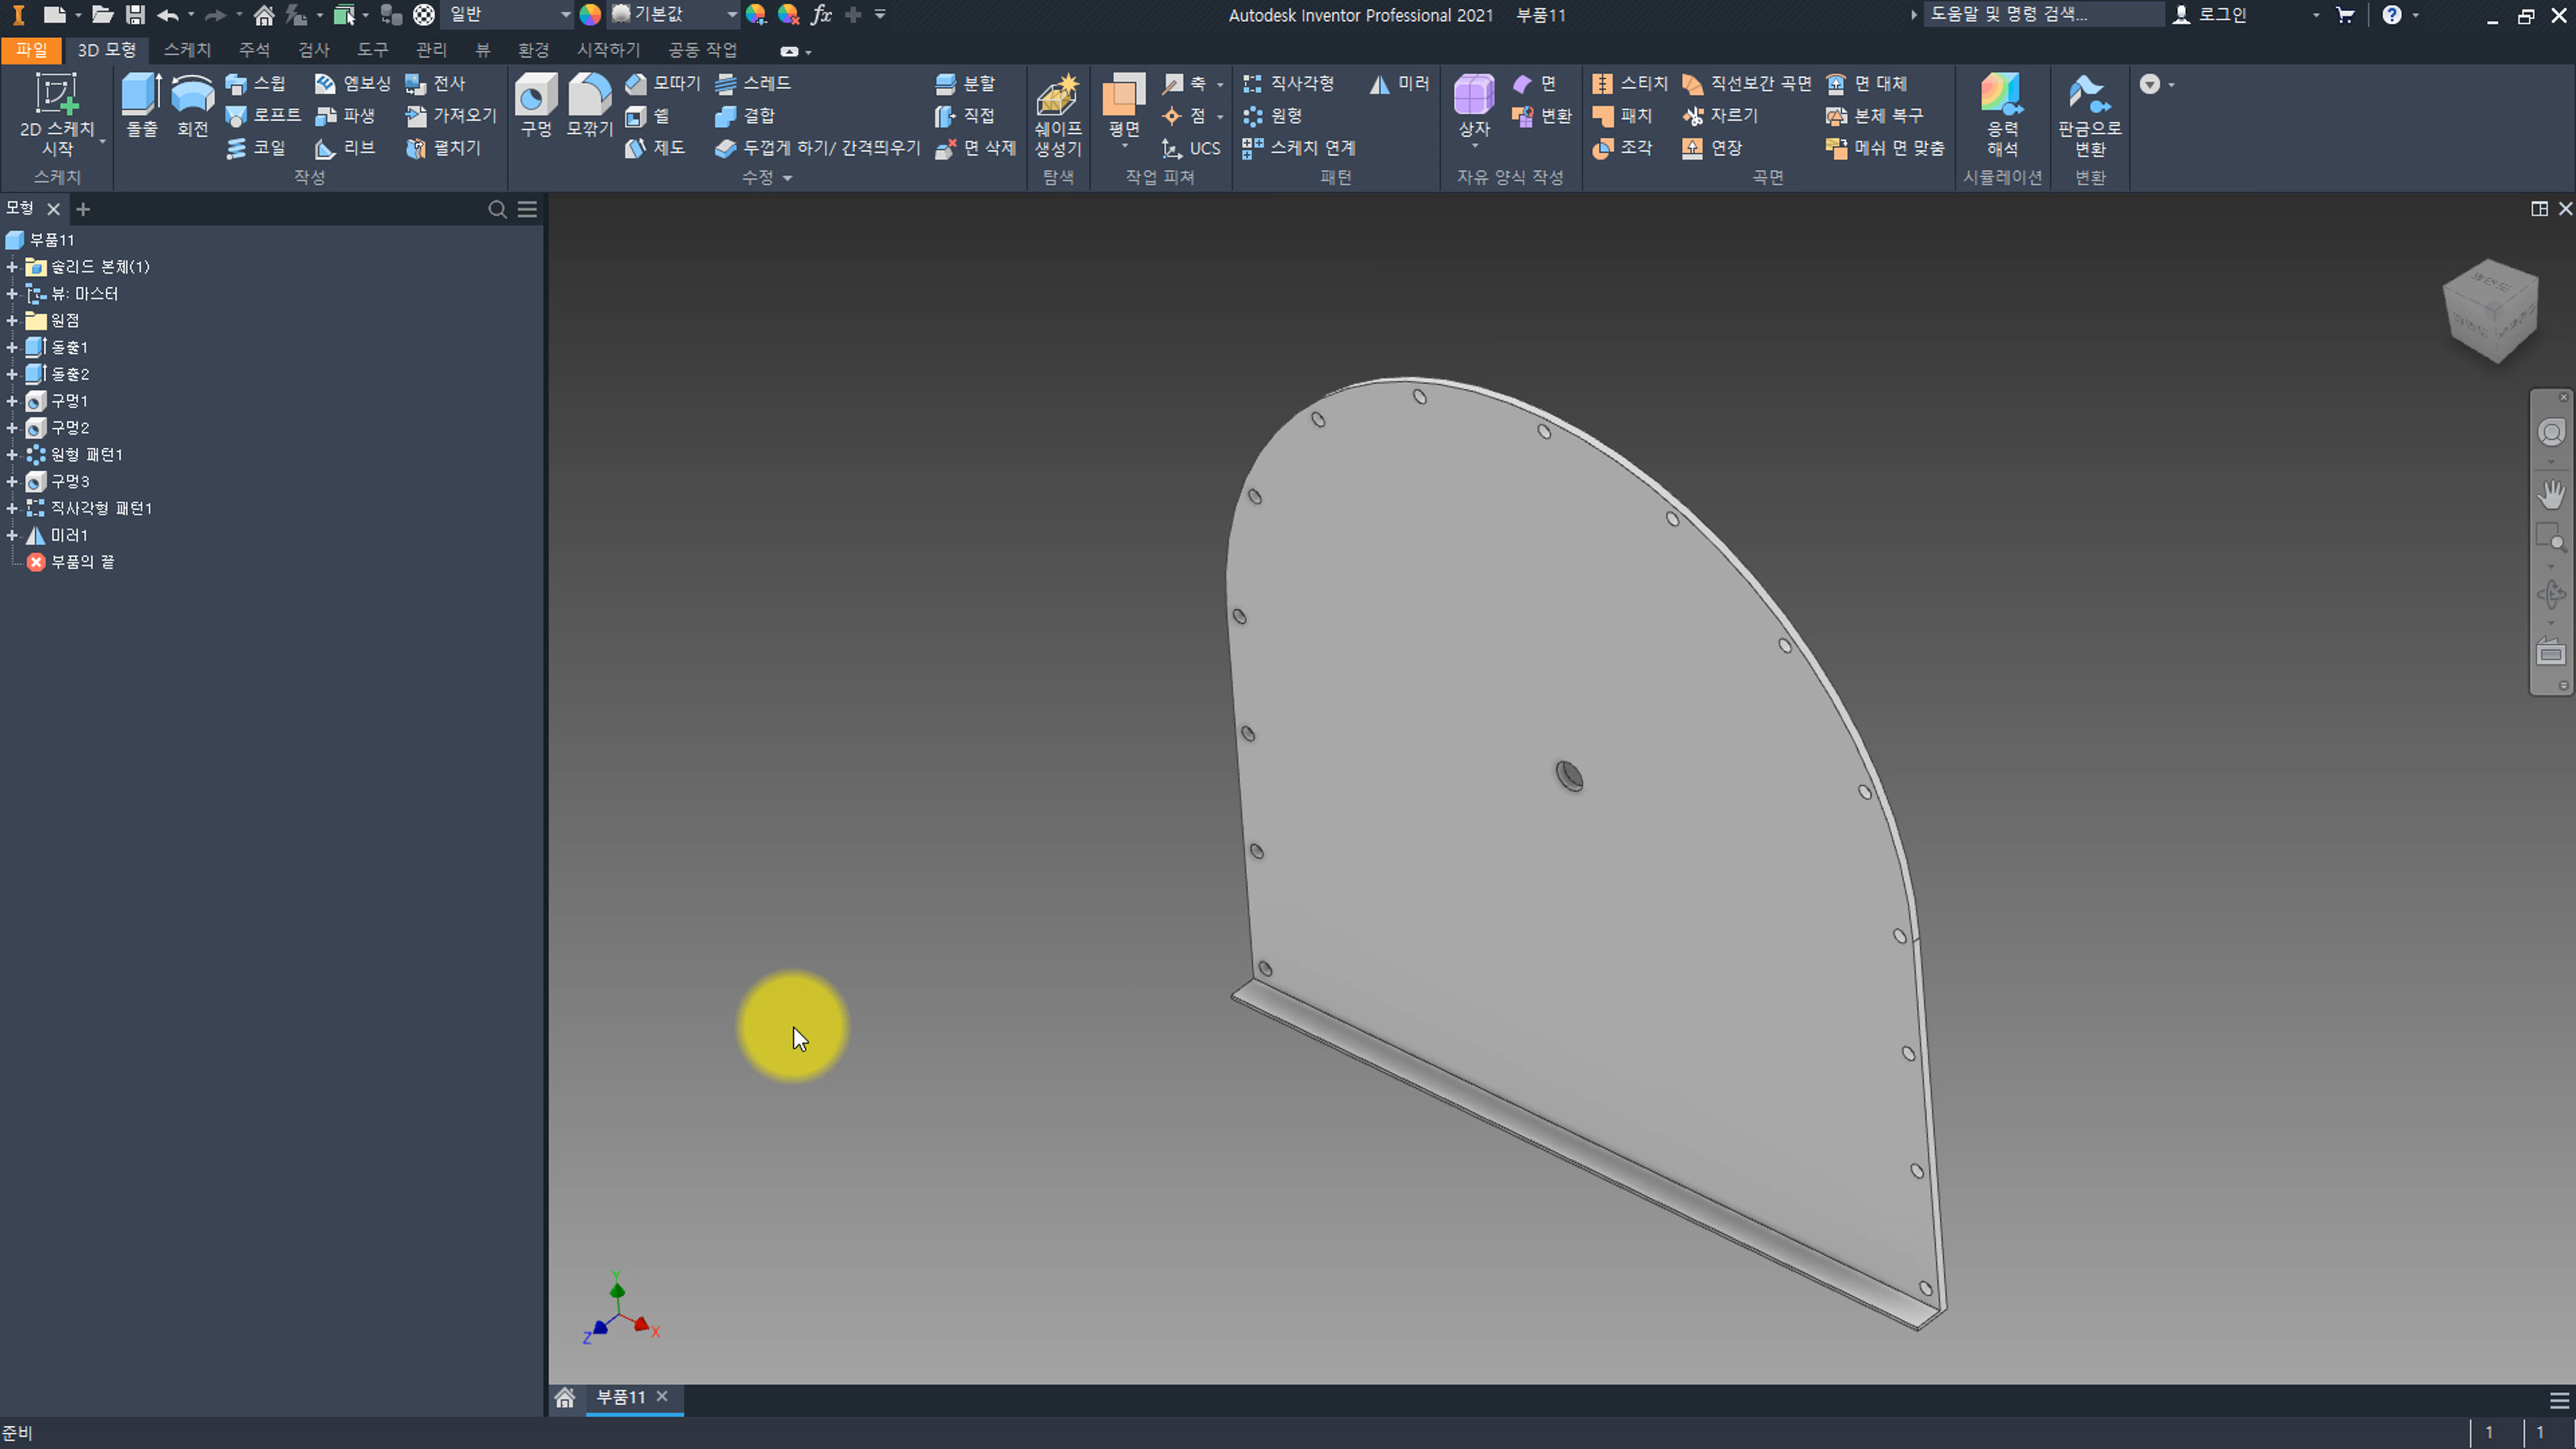 일반
기본값
fx
Autodesk Inventor Professional 2021 부품11
도움말 및 명령 검색...
로그인
파일 3D 모형 스케치 주석 검사 도구 관리 뷰 환경 시작하기 공동 작업
2D 스케치 시작
돌출
회전
스윕
로프트
코일
엠보싱
파생
리브
전사
가져오기
펼치기
구멍
모깎기
모따기
쉘
제도
스레드
결합
두껍게 하기/ 간격띄우기
분할
직접
면 삭제
쉐이프 생성기
평면
축
점
UCS
직사각형
원형
스케치 연계
미러
상자
면
변환
스티치
패치
조각
직선보간 곡면
자르기
연장
면 대체
본체 복구
메쉬 면 맞춤
응력 해석
판금으로 변환
스케치 작성 수정 탐색 작업 피쳐 패턴 자유 양식 작성 곡면 시뮬레이션 변환
모형
부품11
솔리드 본체(1)
뷰: 마스터
원점
돌출1
돌출2
구멍1
구멍2
원형 패턴1
구멍3
직사각형 패턴1
미러1
부품의 끝
Y
Z
X
부품11
준비
1
1